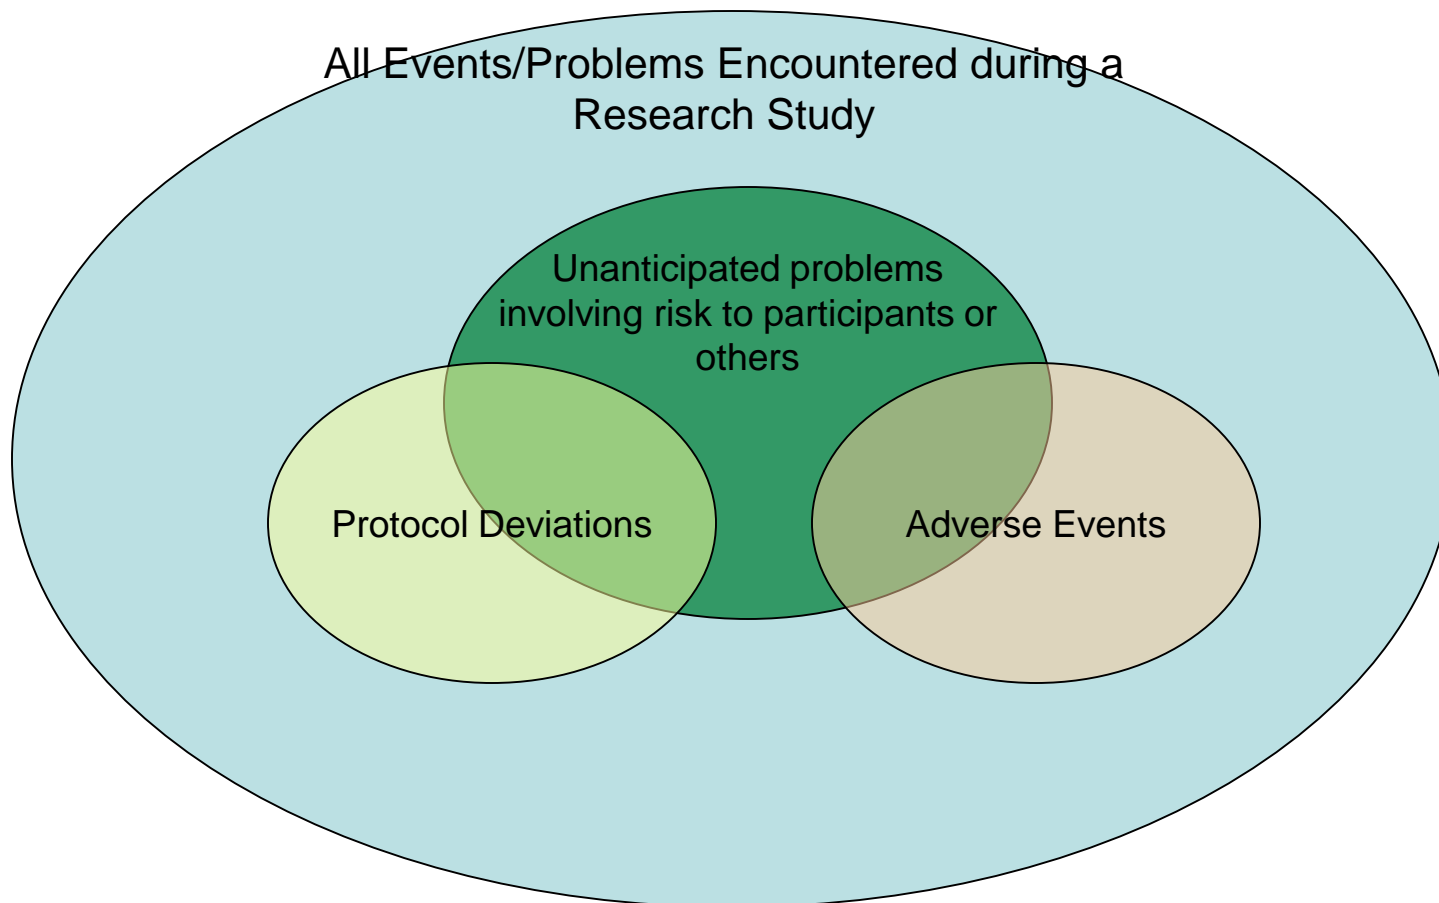 All Events/Problems Encountered during a
Research Study
Unanticipated problems
involving risk to participants or
others
Protocol Deviations
Adverse Events